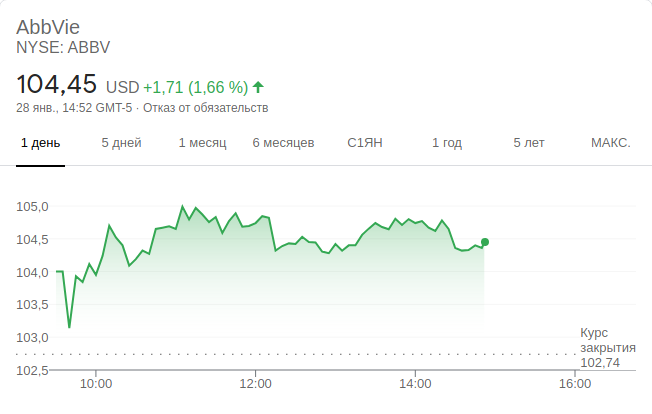 AbbVie
NYSE: ABBV
104,45 USD +1,71 (1,66 %)
28 янв., 14:52 GMT-5 · Отказ от обязательств
1 день 5 дней 1 месяц 6 месяцев С1ЯН 1 год 5 лет МАКС.
105,0
104,5
104,0
103,5
103,0
Курс
закрытия
102,74
102,5
10:00 12:00 14:00 16:00